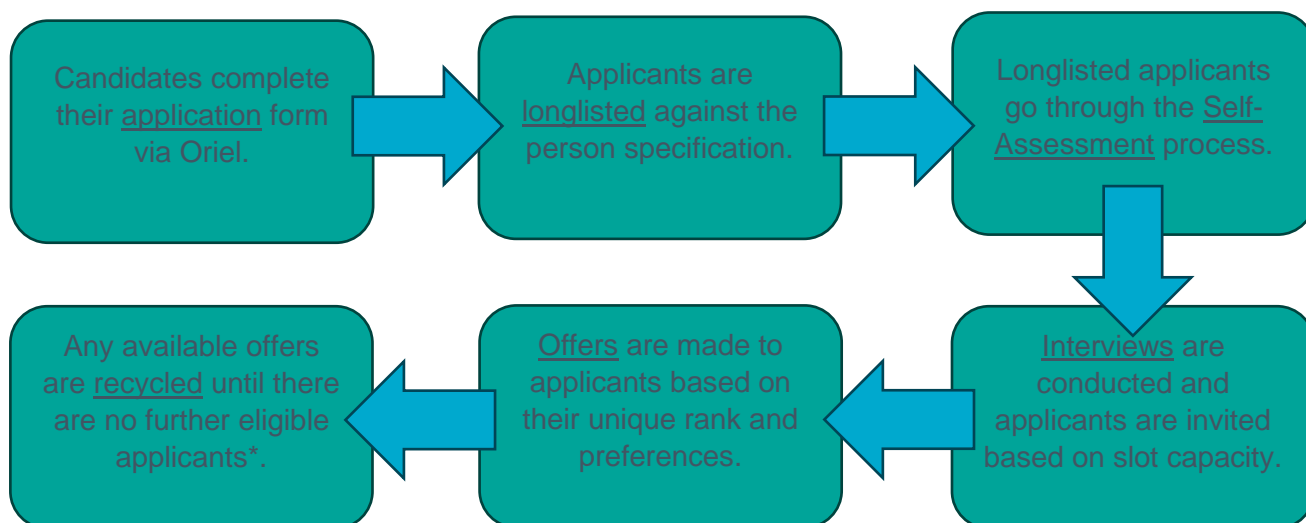 Candidates complete
their application form
via Oriel.
Applicants are
longlisted against the
person specification.
Longlisted applicants
go through the Self-
Assessment process.
Interviews are
conducted and
applicants are invited
based on slot capacity.
Offers are made to
applicants based on
their unique rank and
preferences.
Any available offers
are recycled until there
are no further eligible
applicants*.